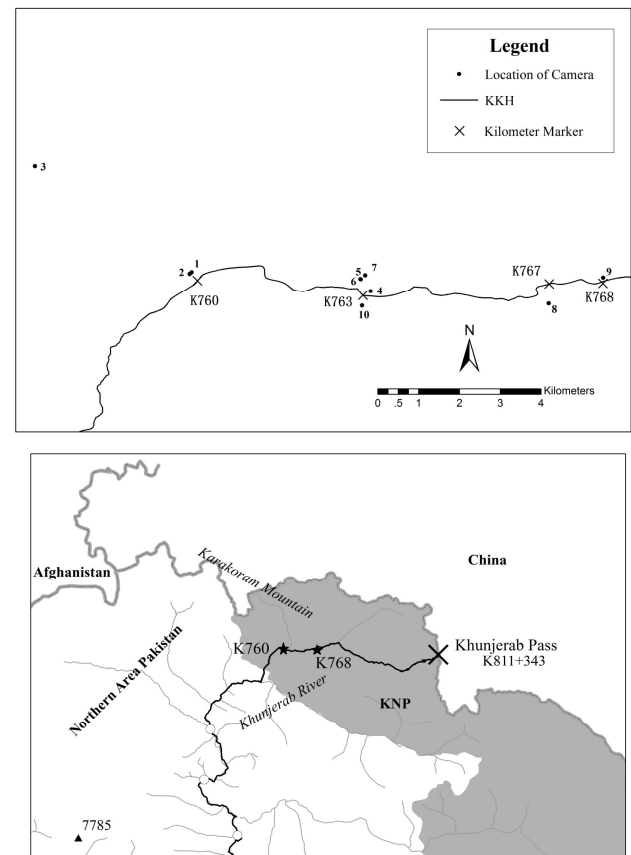 Legend
Location of Camera
KKH
Kilometer Marker
3
1
2
K760
5
7
6
4
K763
10
K767
8
9
K768
N
Kilometers
0 .5 1 2 3 4
Afghanistan
Karakoram Mountain
China
Northern Area Pakistan
K760
K768
Khunjerab Pass
K811+343
Khunjerab River
KNP
7785